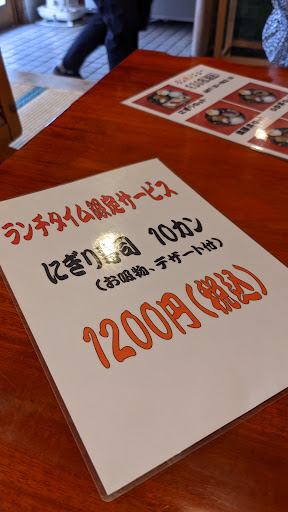 ランチタイム限定サービス
にぎり寿司 10カン
(お吸物、デザート付)
1200円(税込)